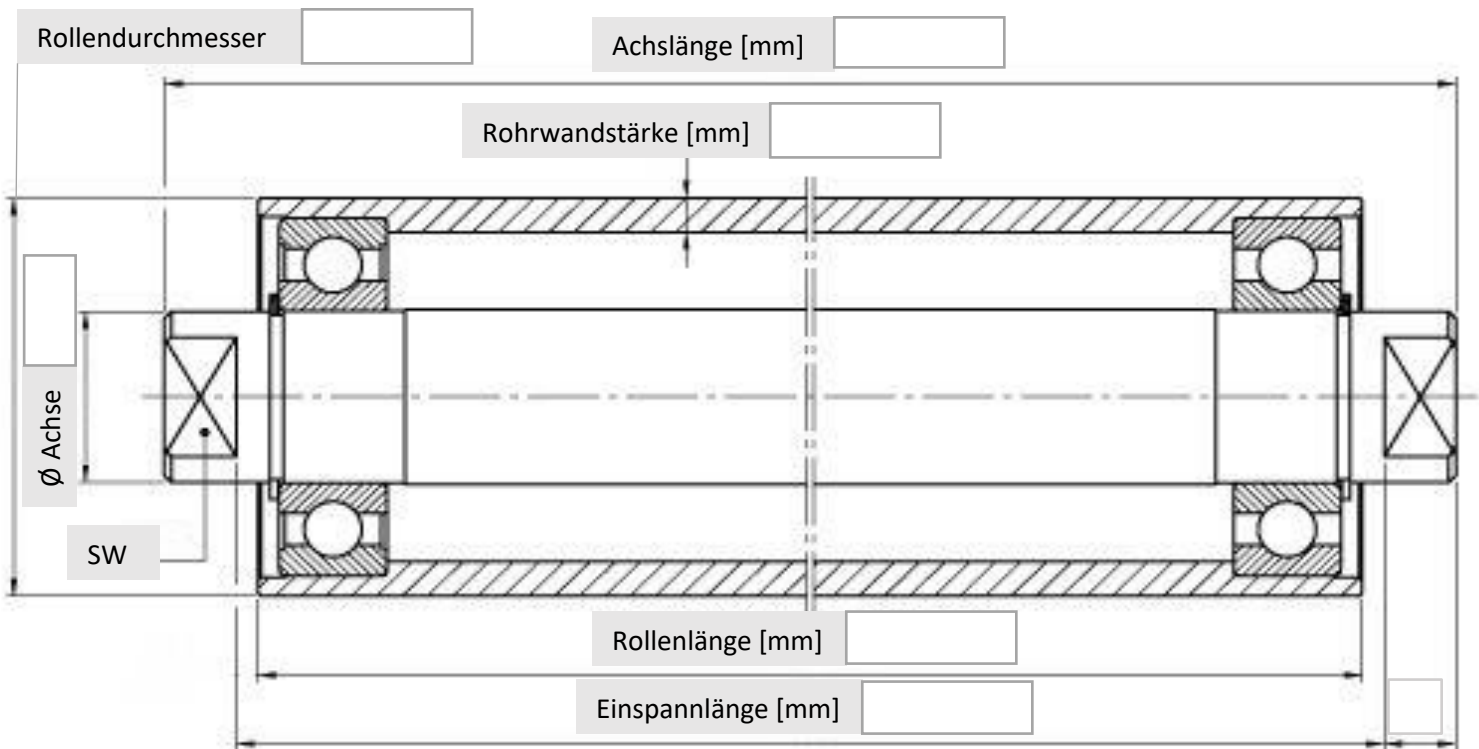 Rollendurchmesser
Achslänge [mm]
Rohrwandstärke [mm]
Ø Achse
SW
Rollenlänge [mm]
Einspannlänge [mm]